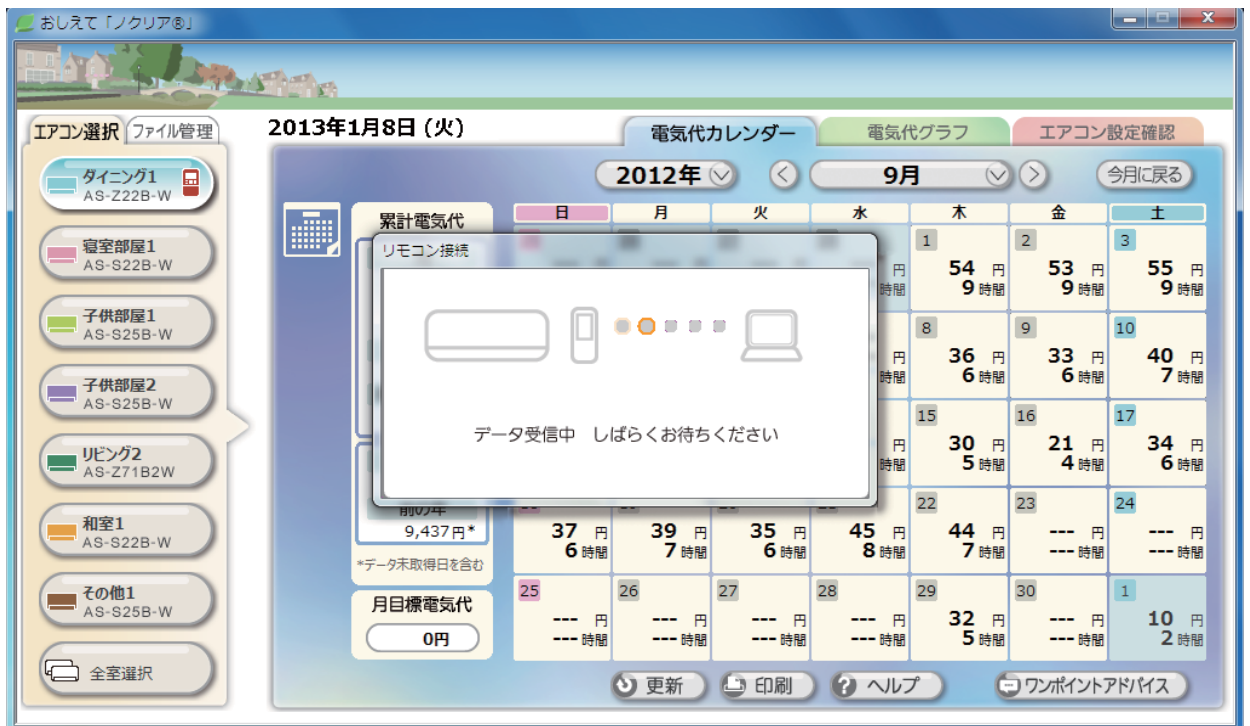 おしえて「ノクリア®」
エアコン選択
ファイル管理
2013年1月8日 (火)
電気代カレンダー
電気代グラフ
エアコン設定確認
ダイニング1
AS-Z22B-W
寝室部屋1
AS-S22B-W
子供部屋1
AS-S25B-W
子供部屋2
AS-S25B-W
リビング2
AS-Z71B2W
和室1
AS-S22B-W
その他1
AS-S25B-W
全室選択
2012年
9月
今月に戻る
累計電気代
前の年
9,437円*
*データ未取得日を含む
月目標電気代
0円
リモコン接続
データ受信中 しばらくお待ちください
日 月 火 水 木 金 土
円 1 54 円 2 53 円 3 55 円
時間 9 時間 9 時間 9 時間
8 9 10
円 36 円 33 円 40 円
時間 6 時間 6 時間 7 時間
15 16 17
円 30 円 21 円 34 円
時間 5 時間 4 時間 6 時間
22 23 24
37 円 39 円 35 円 45 円 44 円 --- 円 --- 円
6 時間 7 時間 6 時間 8 時間 7 時間 --- 時間 --- 時間
25 26 27 28 29 30 1
--- 円 --- 円 --- 円 --- 円 32 円 --- 円 10 円
--- 時間 --- 時間 --- 時間 --- 時間 5 時間 --- 時間 2 時間
更新
印刷
ヘルプ
ワンポイントアドバイス